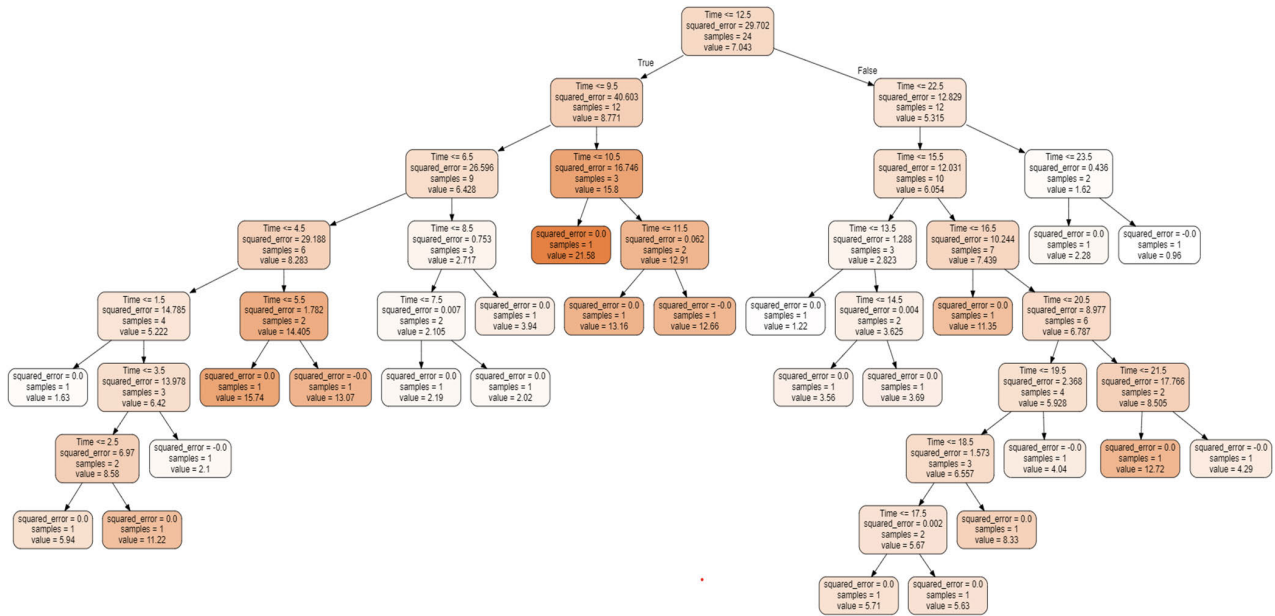 Time <= 12.5
squared_error = 29.702
samples = 24
value = 7.043
True
False
Time <= 9.5
squared_error = 40.603
samples = 12
value = 8.771
Time <= 22.5
squared_error = 12.829
samples = 12
value = 5.315
Time <= 6.5
squared_error = 26.596
samples = 9
value = 6.428
Time <= 10.5
squared_error = 16.746
samples = 3
value = 15.8
Time <= 15.5
squared_error = 12.031
samples = 10
value = 6.054
Time <= 23.5
squared_error = 0.436
samples = 2
value = 1.62
Time <= 4.5
squared_error = 29.188
samples = 6
value = 8.283
Time <= 8.5
squared_error = 0.753
samples = 3
value = 2.717
squared_error = 0.0
samples = 1
value = 21.58
Time <= 11.5
squared_error = 0.062
samples = 2
value = 12.91
Time <= 13.5
squared_error = 1.288
samples = 3
value = 2.823
Time <= 16.5
squared_error = 10.244
samples = 7
value = 7.439
squared_error = 0.0
samples = 1
value = 2.28
squared_error = -0.0
samples = 1
value = 0.96
Time <= 1.5
squared_error = 14.785
samples = 4
value = 5.222
Time <= 5.5
squared_error = 1.782
samples = 2
value = 14.405
Time <= 7.5
squared_error = 0.007
samples = 2
value = 2.105
squared_error = 0.0
samples = 1
value = 3.94
squared_error = 0.0
samples = 1
value = 13.16
squared_error = -0.0
samples = 1
value = 12.66
squared_error = 0.0
samples = 1
value = 1.22
Time <= 14.5
squared_error = 0.004
samples = 2
value = 3.625
squared_error = 0.0
samples = 1
value = 11.35
Time <= 20.5
squared_error = 8.977
samples = 6
value = 6.787
squared_error = 0.0
samples = 1
value = 1.63
Time <= 3.5
squared_error = 13.978
samples = 3
value = 6.42
squared_error = 0.0
samples = 1
value = 15.74
squared_error = -0.0
samples = 1
value = 13.07
squared_error = 0.0
samples = 1
value = 2.19
squared_error = 0.0
samples = 1
value = 2.02
squared_error = 0.0
samples = 1
value = 3.56
squared_error = 0.0
samples = 1
value = 3.69
Time <= 19.5
squared_error = 2.368
samples = 4
value = 5.928
Time <= 21.5
squared_error = 17.766
samples = 2
value = 8.505
Time <= 2.5
squared_error = 6.97
samples = 2
value = 8.58
squared_error = -0.0
samples = 1
value = 2.1
Time <= 18.5
squared_error = 1.573
samples = 3
value = 6.557
squared_error = -0.0
samples = 1
value = 4.04
squared_error = 0.0
samples = 1
value = 12.72
squared_error = -0.0
samples = 1
value = 4.29
squared_error = 0.0
samples = 1
value = 5.94
squared_error = 0.0
samples = 1
value = 11.22
Time <= 17.5
squared_error = 0.002
samples = 2
value = 5.67
squared_error = 0.0
samples = 1
value = 8.33
squared_error = 0.0
samples = 1
value = 5.71
squared_error = 0.0
samples = 1
value = 5.63